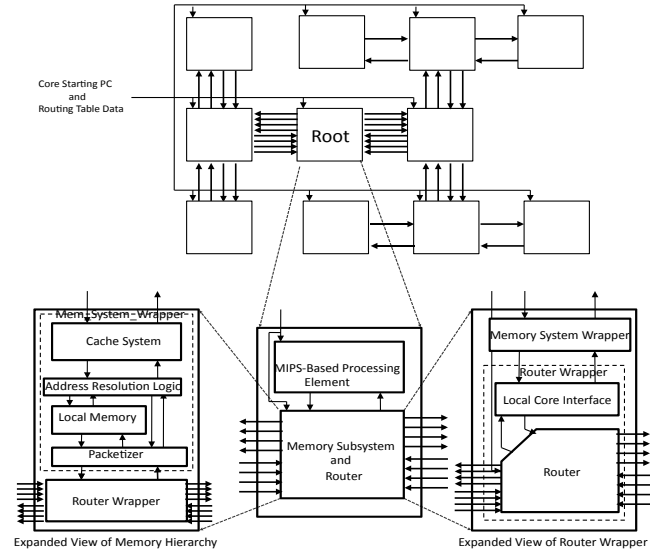 Core Starting PC
and
Routing Table Data
Root
Mem_System_Wrapper
Cache System
Address Resolution Logic
Local Memory
Packetizer
Router Wrapper
Expanded View of Memory Hierarchy
MIPS-Based Processing
Element
Memory Subsystem
and
Router
Memory System Wrapper
Router Wrapper
Local Core Interface
Router
Expanded View of Router Wrapper